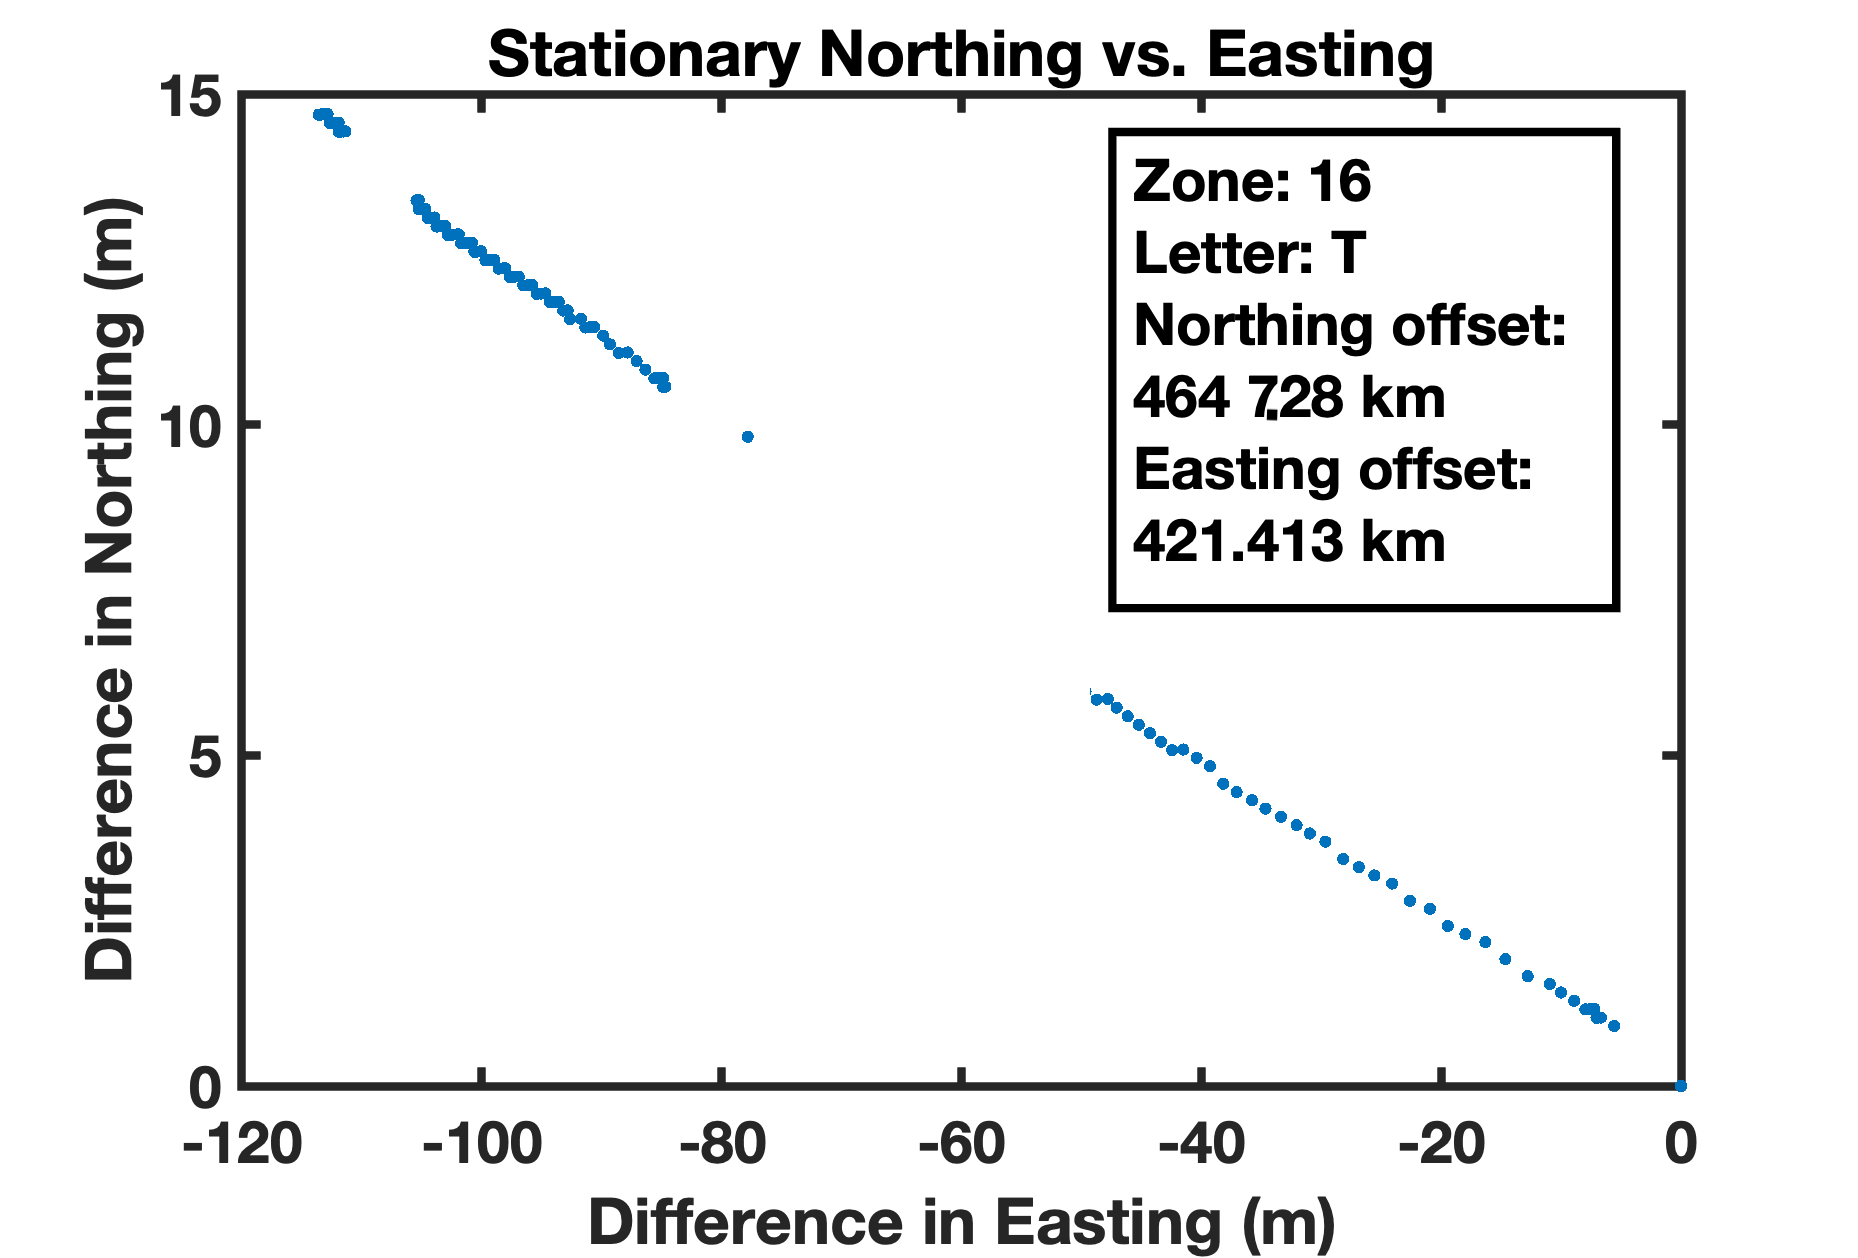 Stationary Northing vs. Easting
15
10
5
0
Difference in Northing (m)
Zone: 16
Letter: T
Northing offset:
464 7.28 km
Easting offset:
421.413 km
-120 -100 -80 -60 -40 -20 0
Difference in Easting (m)